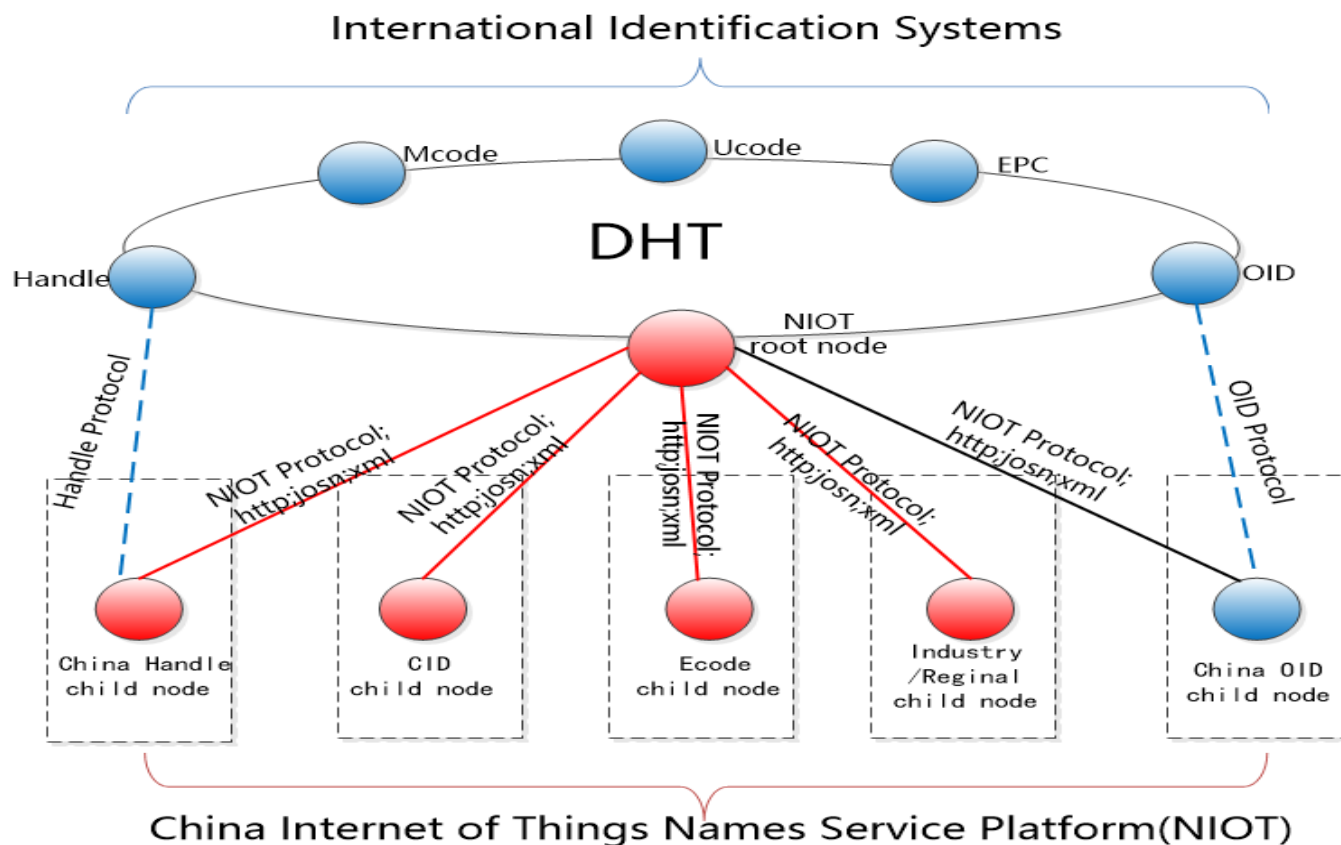 International Identification Systems
Mcode
Ucode
EPC
DHT
Handle
OID
NIOT
root node
Handle Protocol
NIOT Protocol;
http;josn;xml
NIOT Protocol;
http;josn;xml
NIOT Protocol;
http;josn;xml
NIOT Protocol;
http;josn;xml
NIOT Protocol;
http;josn;xml
OID Protocol
China Handle
child node
CID
child node
Ecode
child node
Industry
/Reginal
child node
China OID
child node
China Internet of Things Names Service Platform(NIOT)